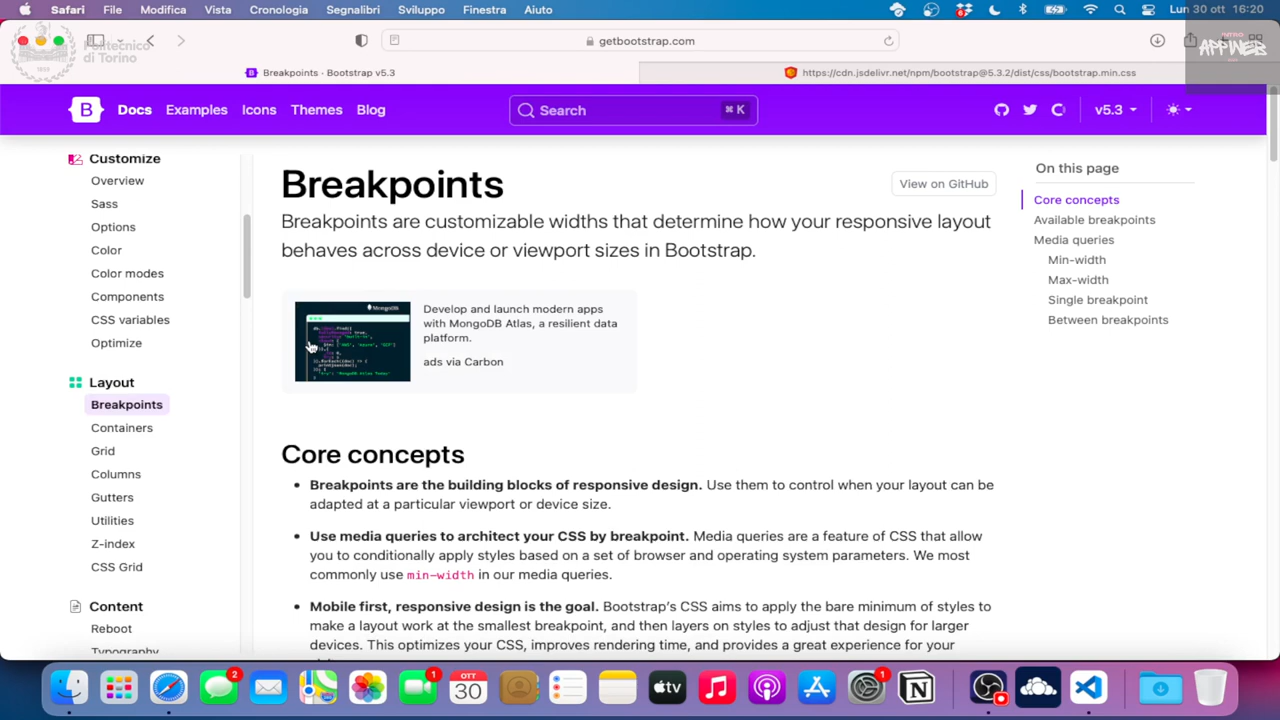 Safari File Modifica Vista Cronologia Segnalibri Sviluppo Finestra Aiuto Lun 30 ott 16:20
Politecnico
di Torino
getbootstrap.com
INTRO
APPIWEB
Breakpoints · Bootstrap v5.3
https://cdn.jsdelivr.net/npm/bootstrap@5.3.2/dist/css/bootstrap.min.css
B Docs Examples Icons Themes Blog Search ⌘ K v5.3
Customize
Overview
Sass
Options
Color
Color modes
Components
CSS variables
Optimize
Layout
Breakpoints
Containers
Grid
Columns
Gutters
Utilities
Z-index
CSS Grid
Content
Reboot
Typography
Breakpoints
View on GitHub
Breakpoints are customizable widths that determine how your responsive layout
behaves across device or viewport sizes in Bootstrap.
MongoDB
Develop and launch modern apps
with MongoDB Atlas, a resilient data
platform.
ads via Carbon
Core concepts
• Breakpoints are the building blocks of responsive design. Use them to control when your layout can be
adapted at a particular viewport or device size.
• Use media queries to architect your CSS by breakpoint. Media queries are a feature of CSS that allow
you to conditionally apply styles based on a set of browser and operating system parameters. We most
commonly use min-width in our media queries.
• Mobile first, responsive design is the goal. Bootstrap's CSS aims to apply the bare minimum of styles to
make a layout work at the smallest breakpoint, and then layers on styles to adjust that design for larger
devices. This optimizes your CSS, improves rendering time, and provides a great experience for your
On this page
Core concepts
Available breakpoints
Media queries
Min-width
Max-width
Single breakpoint
Between breakpoints
2
1
OTT
30
tv
1